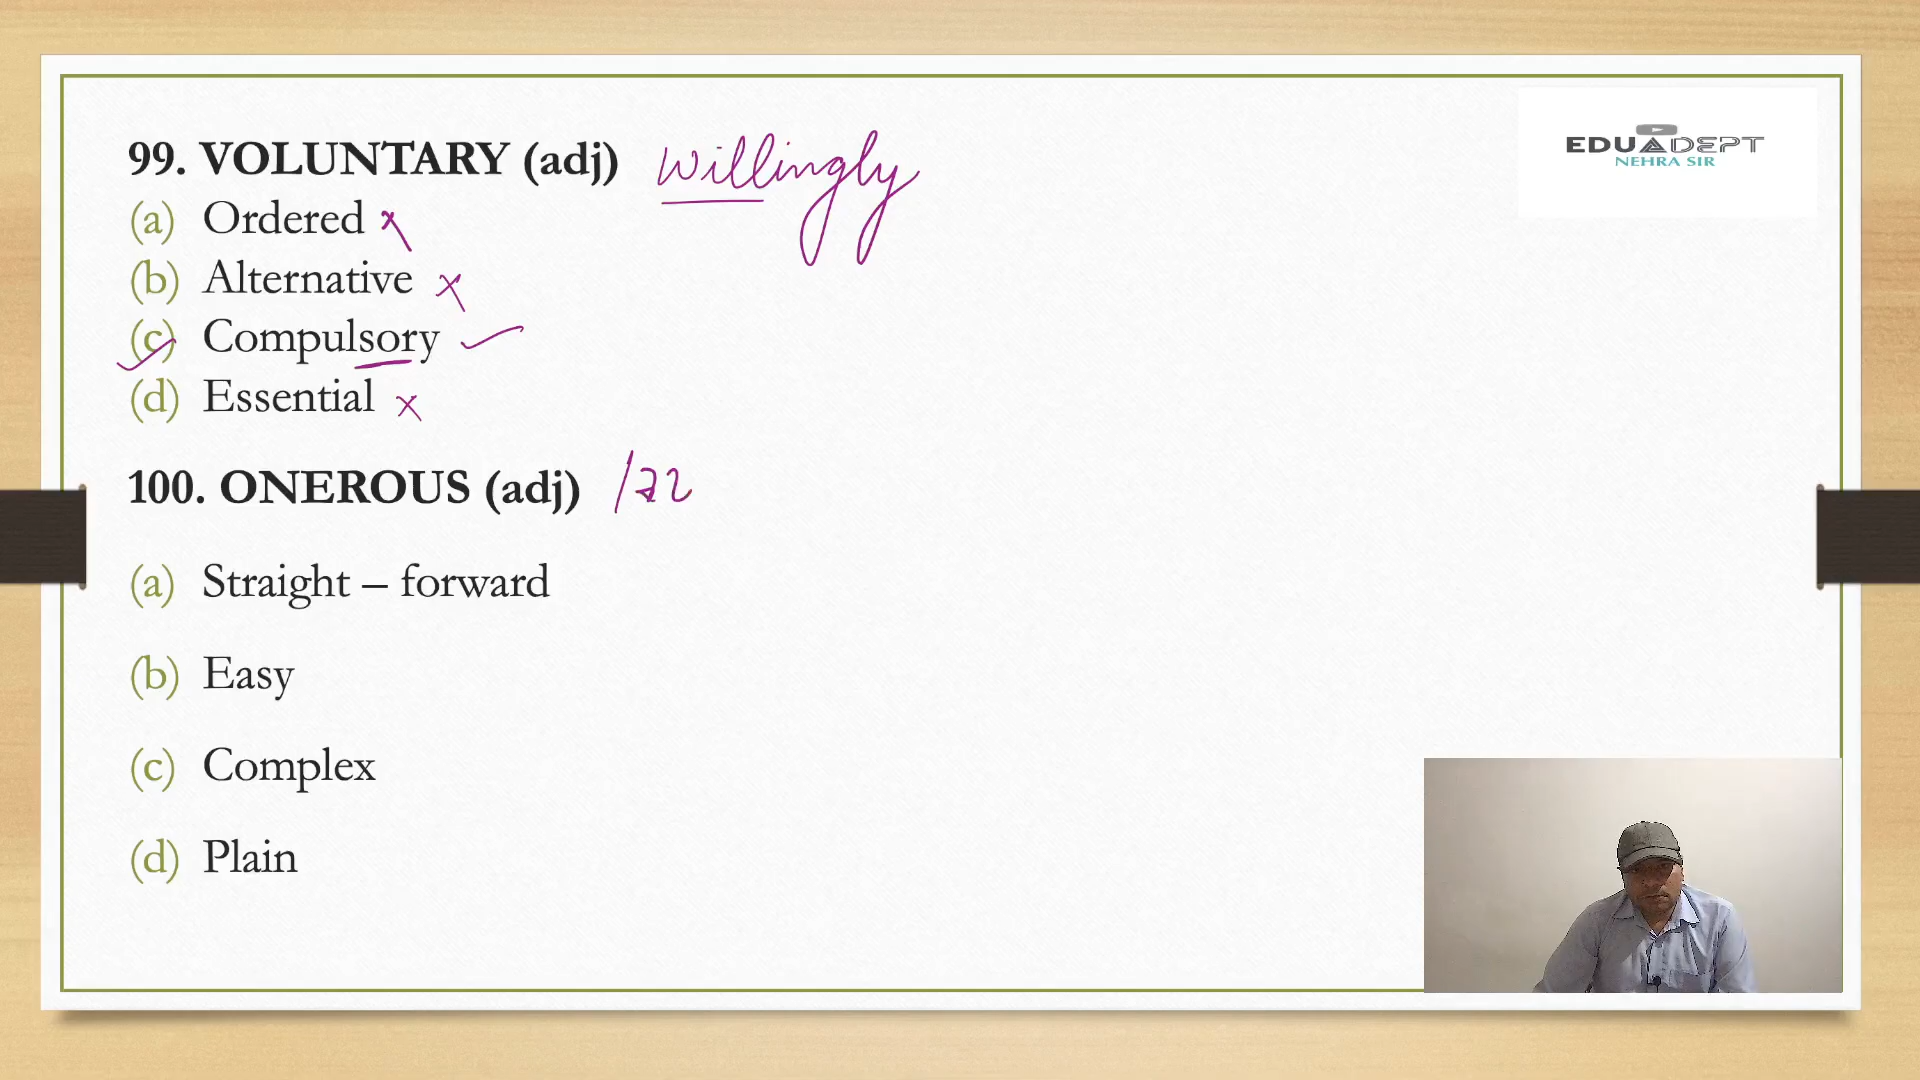 EDUADEPT
NEHRA SIR
99. VOLUNTARY (adj) willingly
(a) Ordered x
(b) Alternative x
(c) Compulsory ✓
(d) Essential x
100. ONEROUS (adj)
(a) Straight – forward
(b) Easy
(c) Complex
(d) Plain